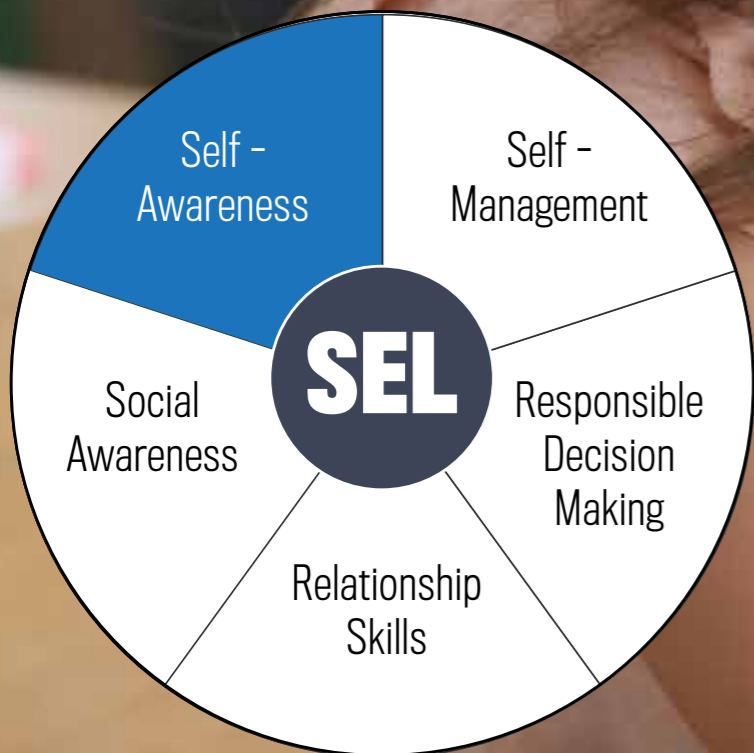 Self -
Awareness
Self -
Management
SEL
Social
Awareness
Responsible
Decision
Making
Relationship
Skills